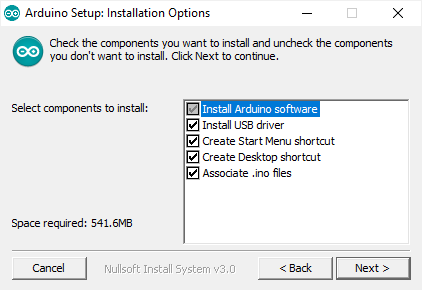 Arduino Setup: Installation Options
Check the components you want to install and uncheck the components
you don't want to install. Click Next to continue.
Select components to install:
Install Arduino software
Install USB driver
Create Start Menu shortcut
Create Desktop shortcut
Associate .ino files
Space required: 541.6MB
Cancel
Nullsoft Install System v3.0
< Back
Next >